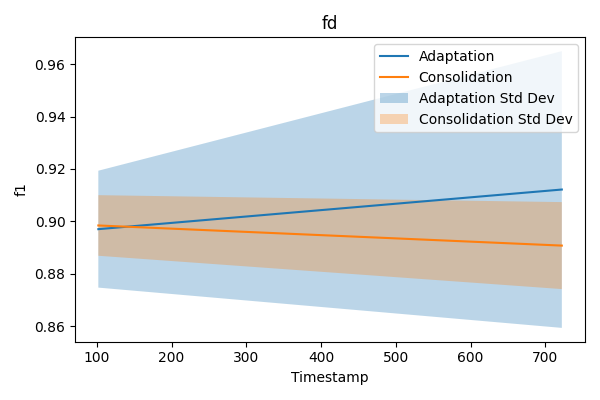 fd
Adaptation
Consolidation
Adaptation Std Dev
Consolidation Std Dev
0.96
0.94
0.92
0.90
0.88
0.86
f1
100
200
300
400
500
600
700
Timestamp